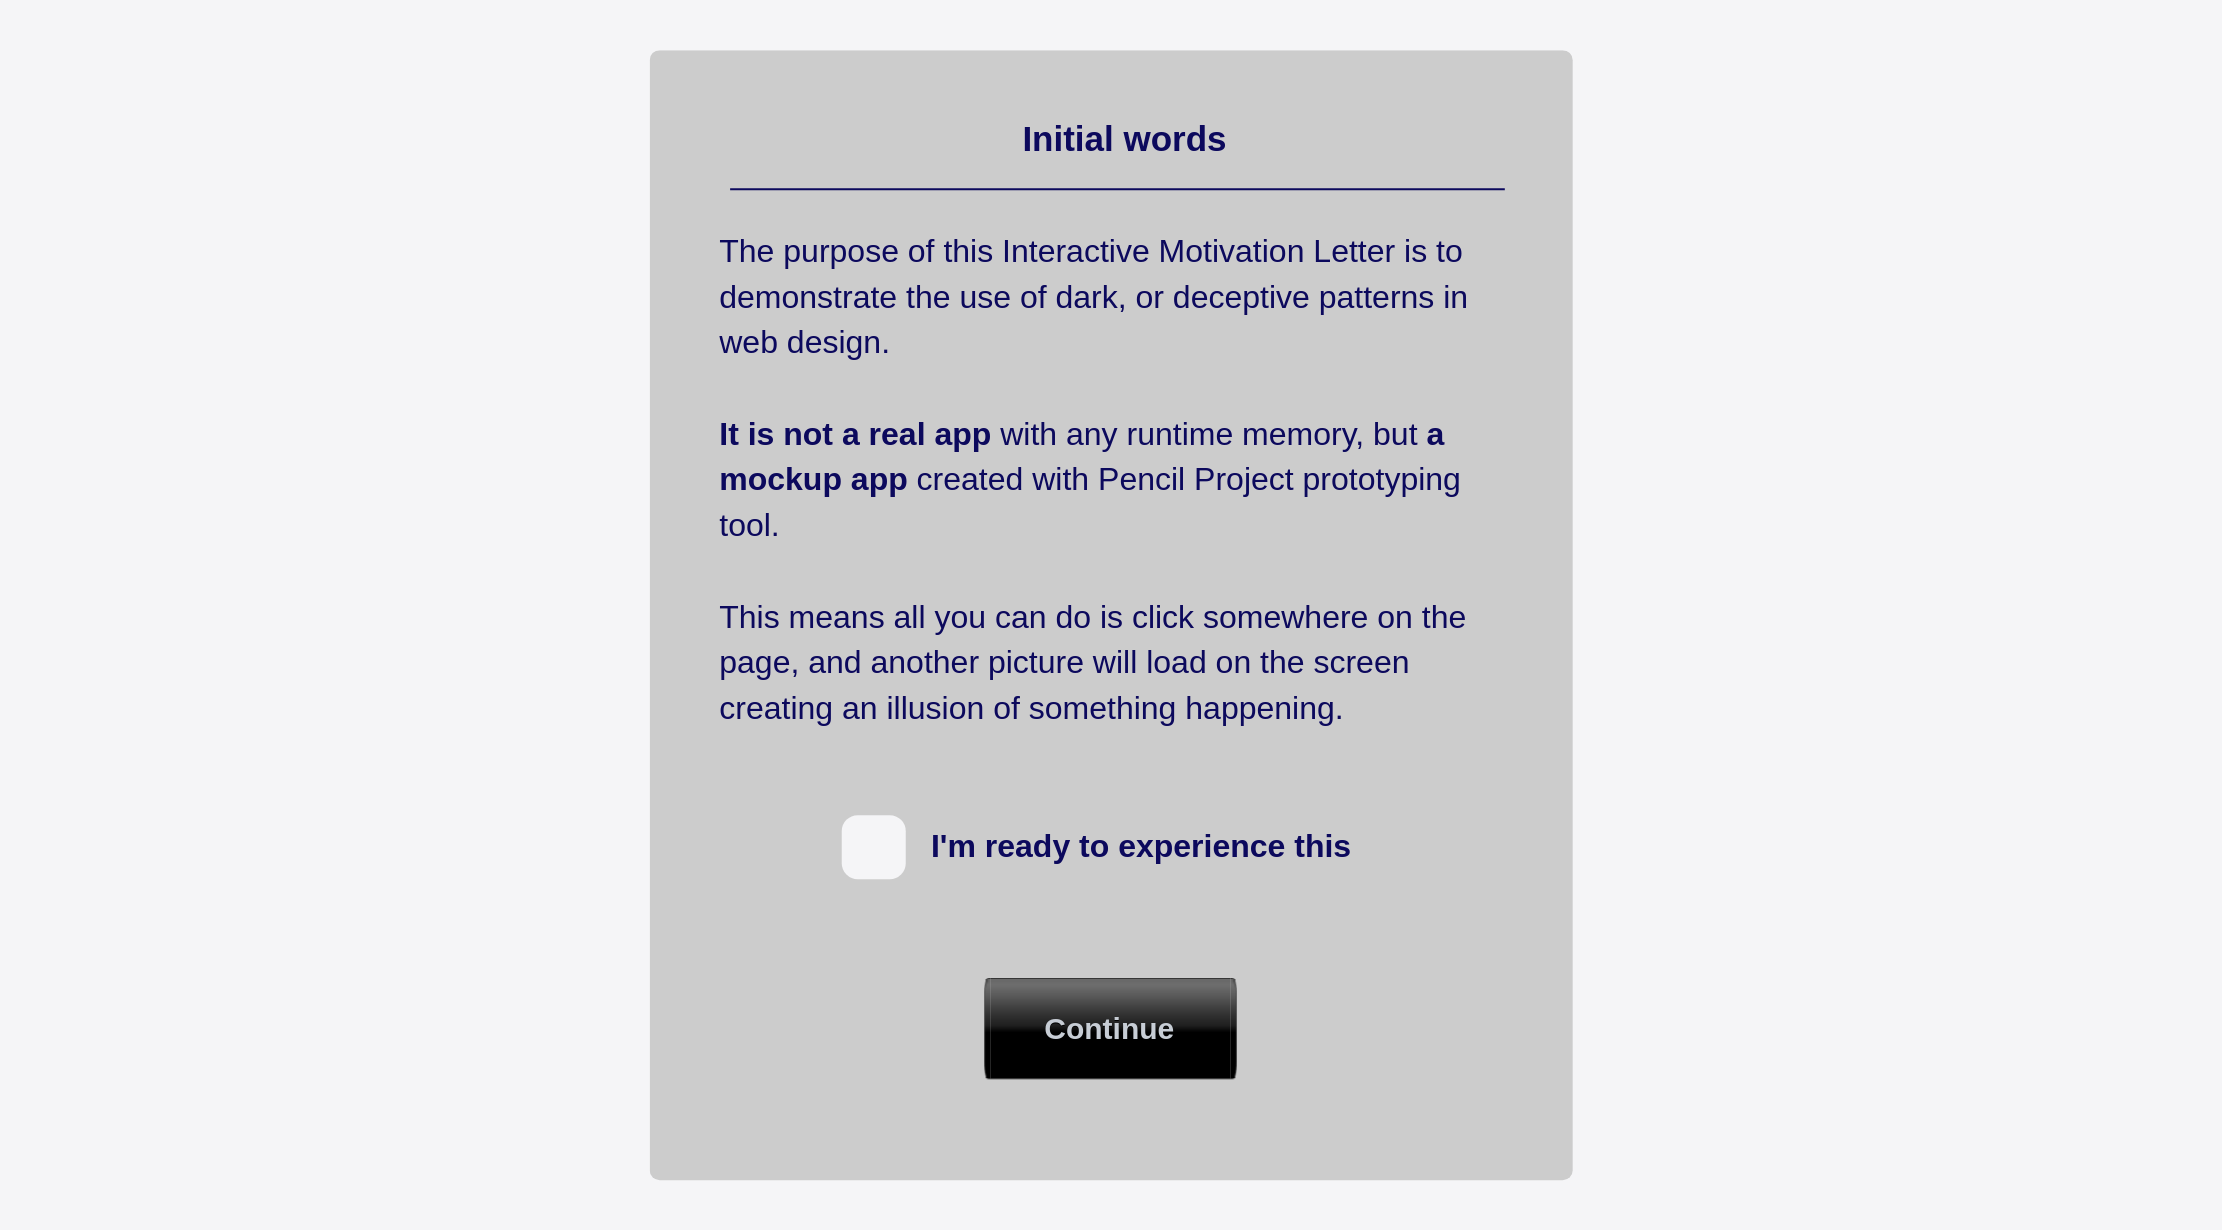 Initial words
The purpose of this Interactive Motivation Letter is to
demonstrate the use of dark, or deceptive patterns in
web design.
It is not a real app with any runtime memory, but a
mockup app created with Pencil Project prototyping
tool.
This means all you can do is click somewhere on the
page, and another picture will load on the screen
creating an illusion of something happening.
I'm ready to experience this
Continue